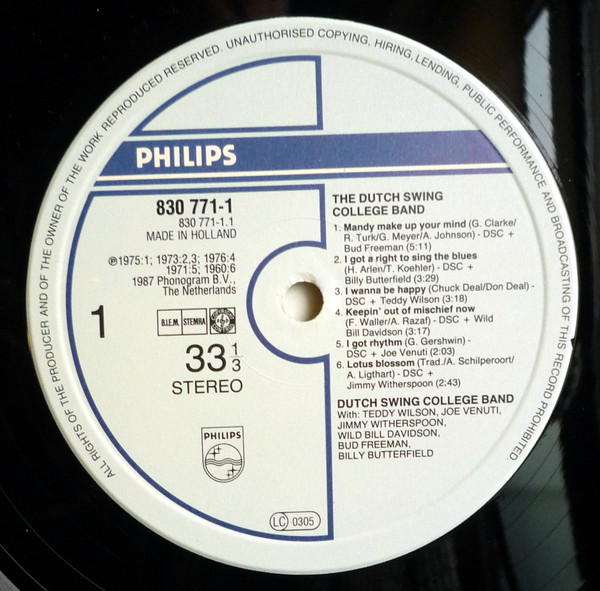 ALL RIGHTS OF THE PRODUCER AND OF THE OWNER OF THE WORK REPRODUCED RESERVED. UNAUTHORISED COPYING, HIRING, LENDING, PUBLIC PERFORMANCE AND BROADCASTING OF THIS RECORD PROHIBITED.
PHILIPS
830 771-1
830 771-1.1
MADE IN HOLLAND
℗1975:1; 1973:2,3; 1976:4
1971:5; 1960:6
1987 Phonogram B.V.,
The Netherlands
1
B.I.E.M. STEMRA
33 1/3
STEREO
PHILIPS
LC 0305
THE DUTCH SWING
COLLEGE BAND
1. Mandy make up your mind (G. Clarke/
R. Turk/G. Meyer/A. Johnson) - DSC +
Bud Freeman (5:11)
2. I got a right to sing the blues
(H. Arlen/T. Koehler) - DSC +
Billy Butterfield (3:29)
3. I wanna be happy (Chuck Deal/Don Deal) -
DSC + Teddy Wilson (3:18)
4. Keepin' out of mischief now
(F. Waller/A. Razaf) - DSC + Wild
Bill Davidson (3:17)
5. I got rhythm (G. Gershwin) -
DSC + Joe Venuti (2:03)
6. Lotus blossom (Trad./A. Schilperoort/
A. Ligthart) - DSC +
Jimmy Witherspoon (2:43)
DUTCH SWING COLLEGE BAND
With: TEDDY WILSON, JOE VENUTI,
JIMMY WITHERSPOON,
WILD BILL DAVIDSON,
BUD FREEMAN,
BILLY BUTTERFIELD